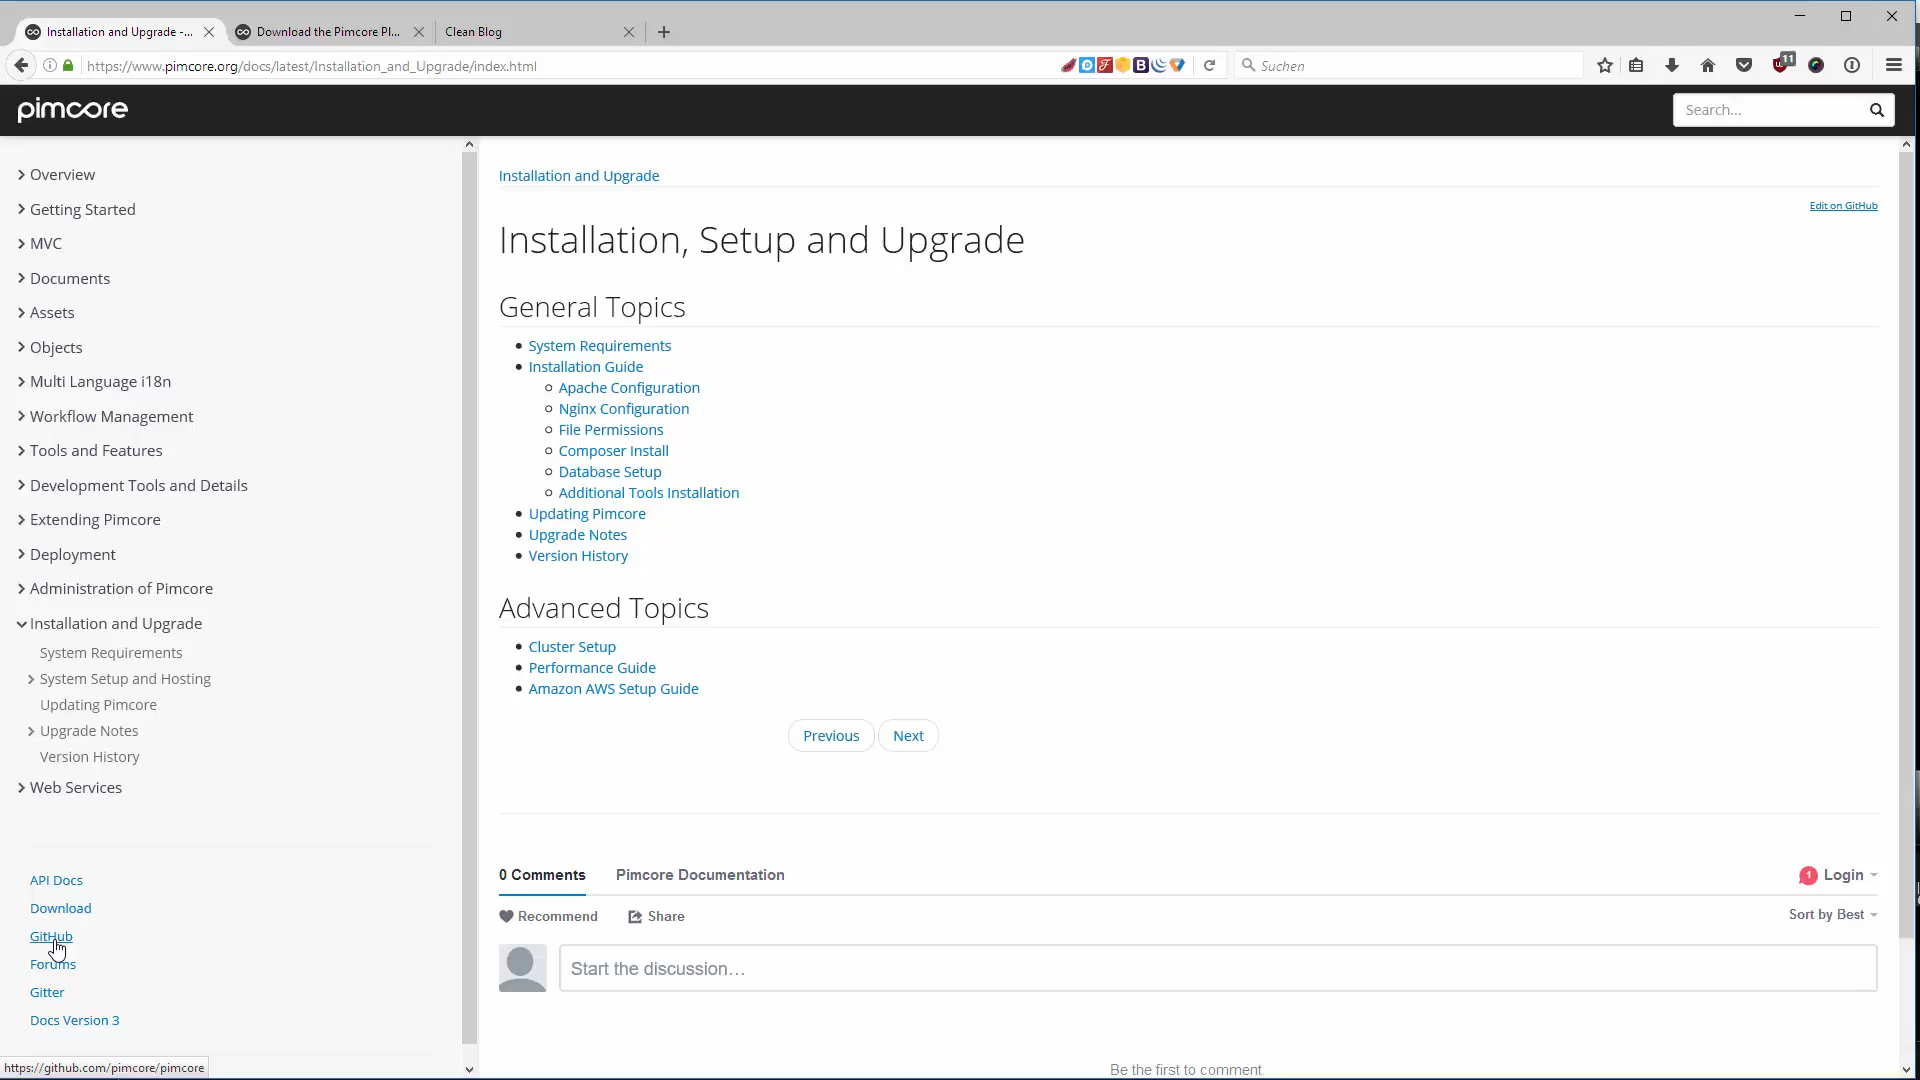 Installation and Upgrade -...
Download the Pimcore Pl...
Clean Blog
https://www.pimcore.org/docs/latest/Installation_and_Upgrade/index.html
Suchen
11
pimcore
Search...
Overview
Getting Started
MVC
Documents
Assets
Objects
Multi Language i18n
Workflow Management
Tools and Features
Development Tools and Details
Extending Pimcore
Deployment
Administration of Pimcore
Installation and Upgrade
System Requirements
System Setup and Hosting
Updating Pimcore
Upgrade Notes
Version History
Web Services
API Docs
Download
GitHub
Forums
Gitter
Docs Version 3
https://github.com/pimcore/pimcore
Installation and Upgrade
Edit on GitHub
Installation, Setup and Upgrade
General Topics
System Requirements
Installation Guide
Apache Configuration
Nginx Configuration
File Permissions
Composer Install
Database Setup
Additional Tools Installation
Updating Pimcore
Upgrade Notes
Version History
Advanced Topics
Cluster Setup
Performance Guide
Amazon AWS Setup Guide
Previous Next
0 Comments Pimcore Documentation
1 Login
Recommend Share
Sort by Best
Start the discussion…
Be the first to comment.